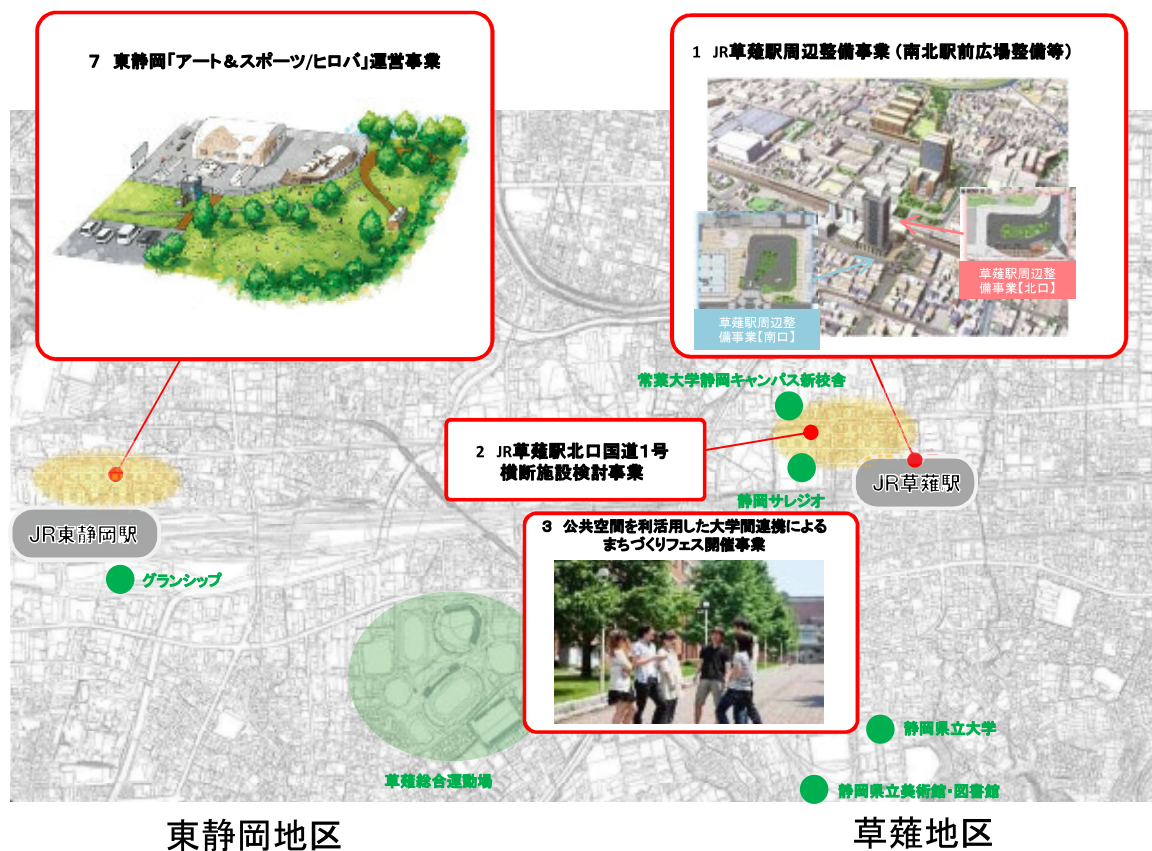 7 東静岡「アート＆スポーツ/ヒロバ」運営事業
1 JR草薙駅周辺整備事業（南北駅前広場整備等）
草薙駅周辺整
備事業【北口】
草薙駅周辺整
備事業【南口】
常葉大学静岡キャンパス新校舎
2 JR草薙駅北口国道１号
横断施設検討事業
静岡サレジオ
JR草薙駅
JR東静岡駅
グランシップ
３ 公共空間を利活用した大学間連携による
まちづくりフェス開催事業
草薙総合運動場
静岡県立大学
静岡県立美術館・図書館
東静岡地区
草薙地区